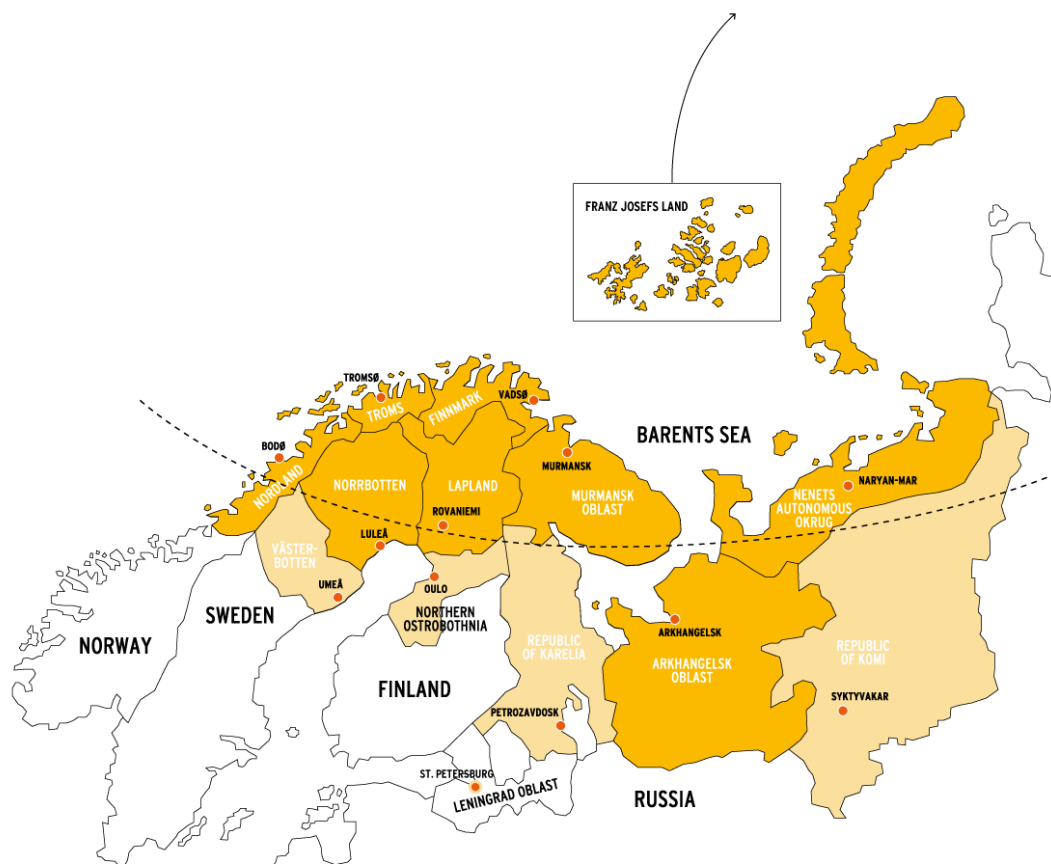 FRANZ JOSEFS LAND
TROMSØ
TROMS
FINNMARK
VADSØ
BARENTS SEA
BODØ
NORDLAND
NORRBOTTEN
LAPLAND
MURMANSK
MURMANSK
OBLAST
NARYAN-MAR
NENETS
AUTONOMOUS
OKRUG
ROVANIEMI
LULEÅ
VÄSTER-
BOTTEN
UMEÅ
OULO
NORTHERN
OSTROBOTHNIA
SWEDEN
NORWAY
FINLAND
REPUBLIC
OF KARELIA
ARKHANGELSK
ARKHANGELSK
OBLAST
REPUBLIC
OF KOMI
SYKTYVAKAR
PETROZAVDOSK
ST. PETERSBURG
LENINGRAD OBLAST
RUSSIA